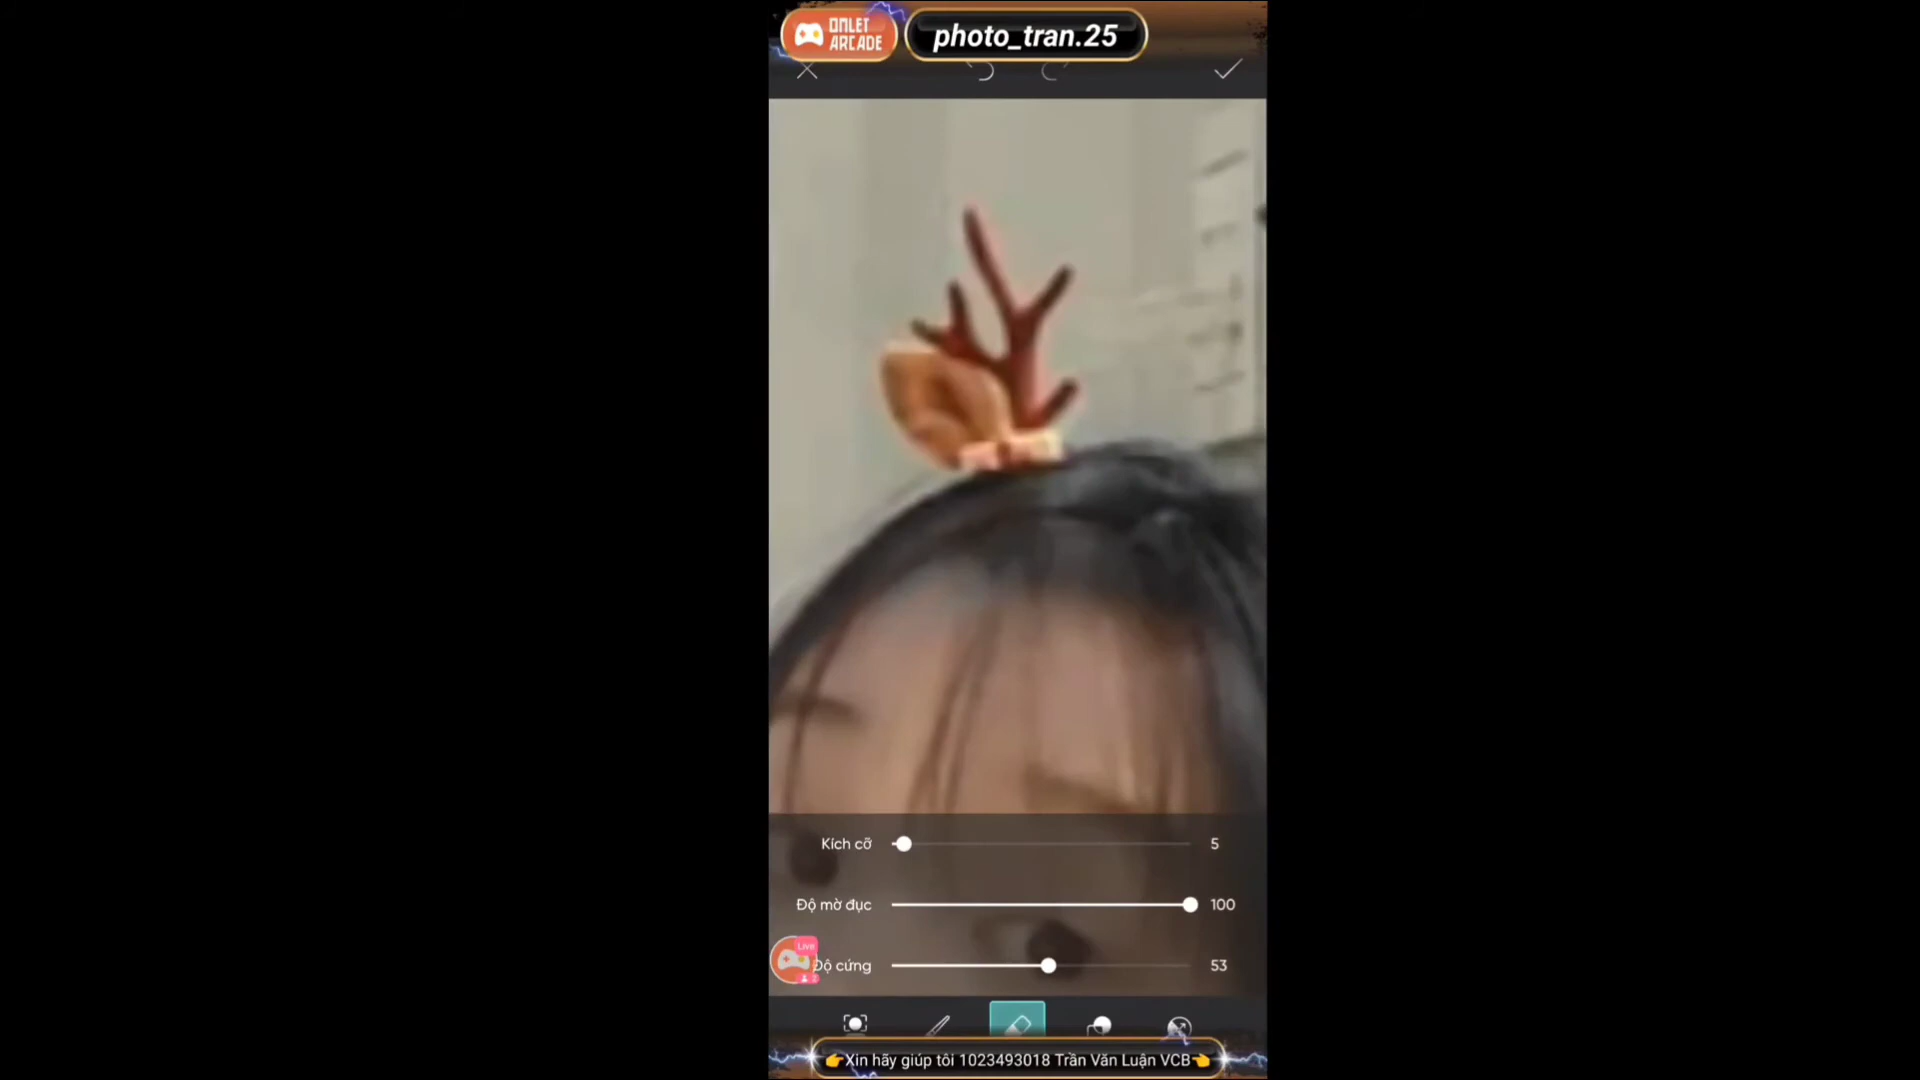 OMLET
ARCADE
photo_tran.25
Kích cỡ 5
Độ mờ đục 100
Live
Độ cứng 53
👉Xin hãy giúp tôi 1023493018 Trần Văn Luận VCB👈